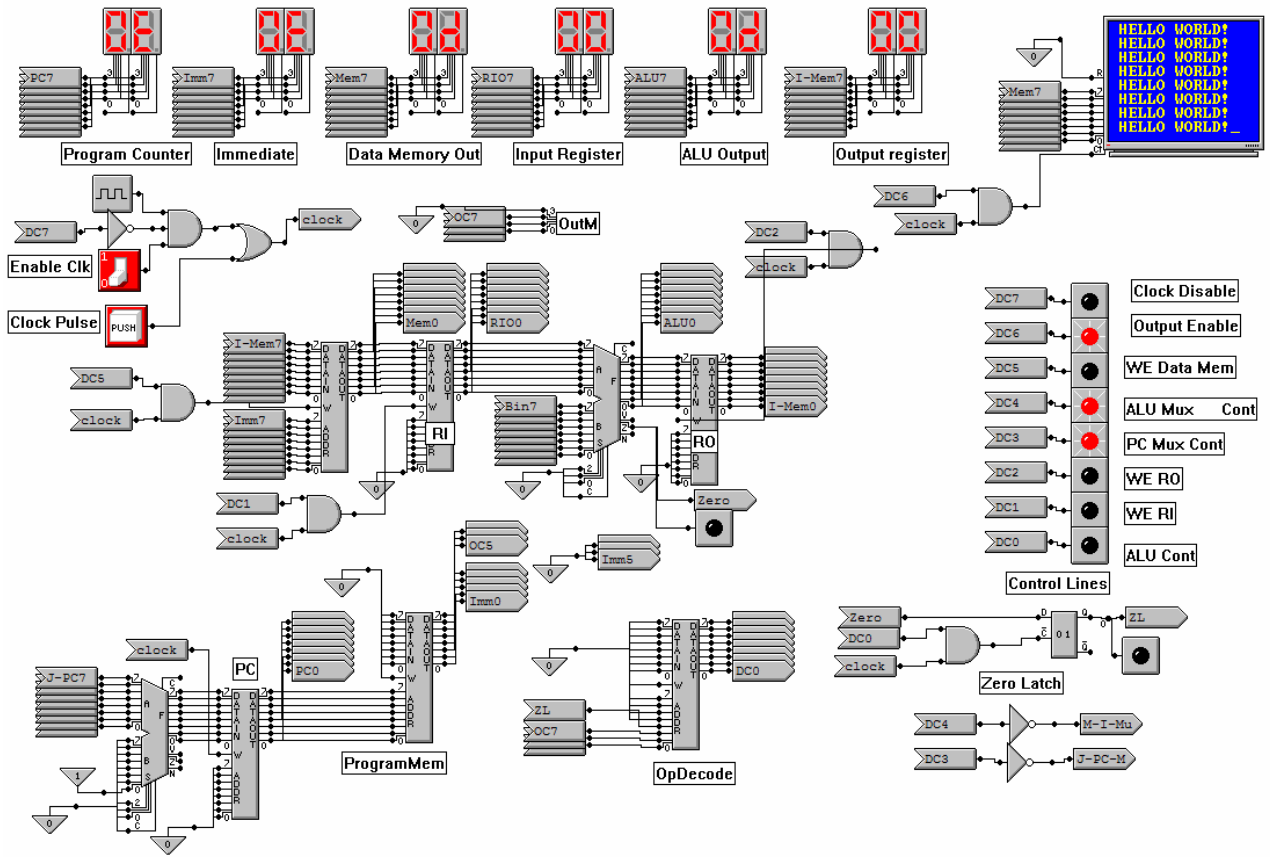 HELLO WORLD!
HELLO WORLD!
HELLO WORLD!
HELLO WORLD!
HELLO WORLD!
HELLO WORLD!
HELLO WORLD!
HELLO WORLD!_
PC7
Imm7
Mem7
RIO7
ALU7
I-Mem7
Mem7
Program Counter
Immediate
Data Memory Out
Input Register
ALU Output
Output register
DC7
clock
OC7
OutM
DC6
clock
DC2
clock
Enable Clk
Clock Pulse
PUSH
Mem0
RIO0
ALU0
I-Mem7
DC5
clock
Imm7
RI
Bin7
RO
I-Mem0
DC1
clock
Zero
DC7
Clock Disable
DC6
Output Enable
DC5
WE Data Mem
DC4
ALU Mux Cont
DC3
PC Mux Cont
DC2
WE RO
DC1
WE RI
DC0
ALU Cont
Control Lines
OC5
Imm0
Imm5
clock
PC
PC0
J-PC7
ProgramMem
ZL
OC7
DC0
OpDecode
Zero
DC0
clock
ZL
Zero Latch
DC4
M-I-Mu
DC3
J-PC-M